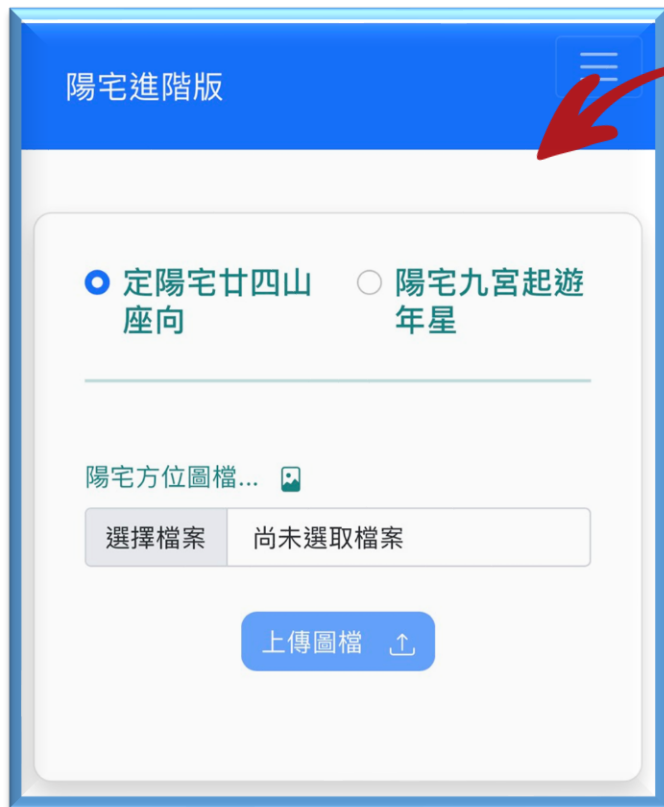 陽宅進階版
定陽宅廿四山
座向
陽宅九宮起遊
年星
陽宅方位圖檔...
選擇檔案
尚未選取檔案
上傳圖檔